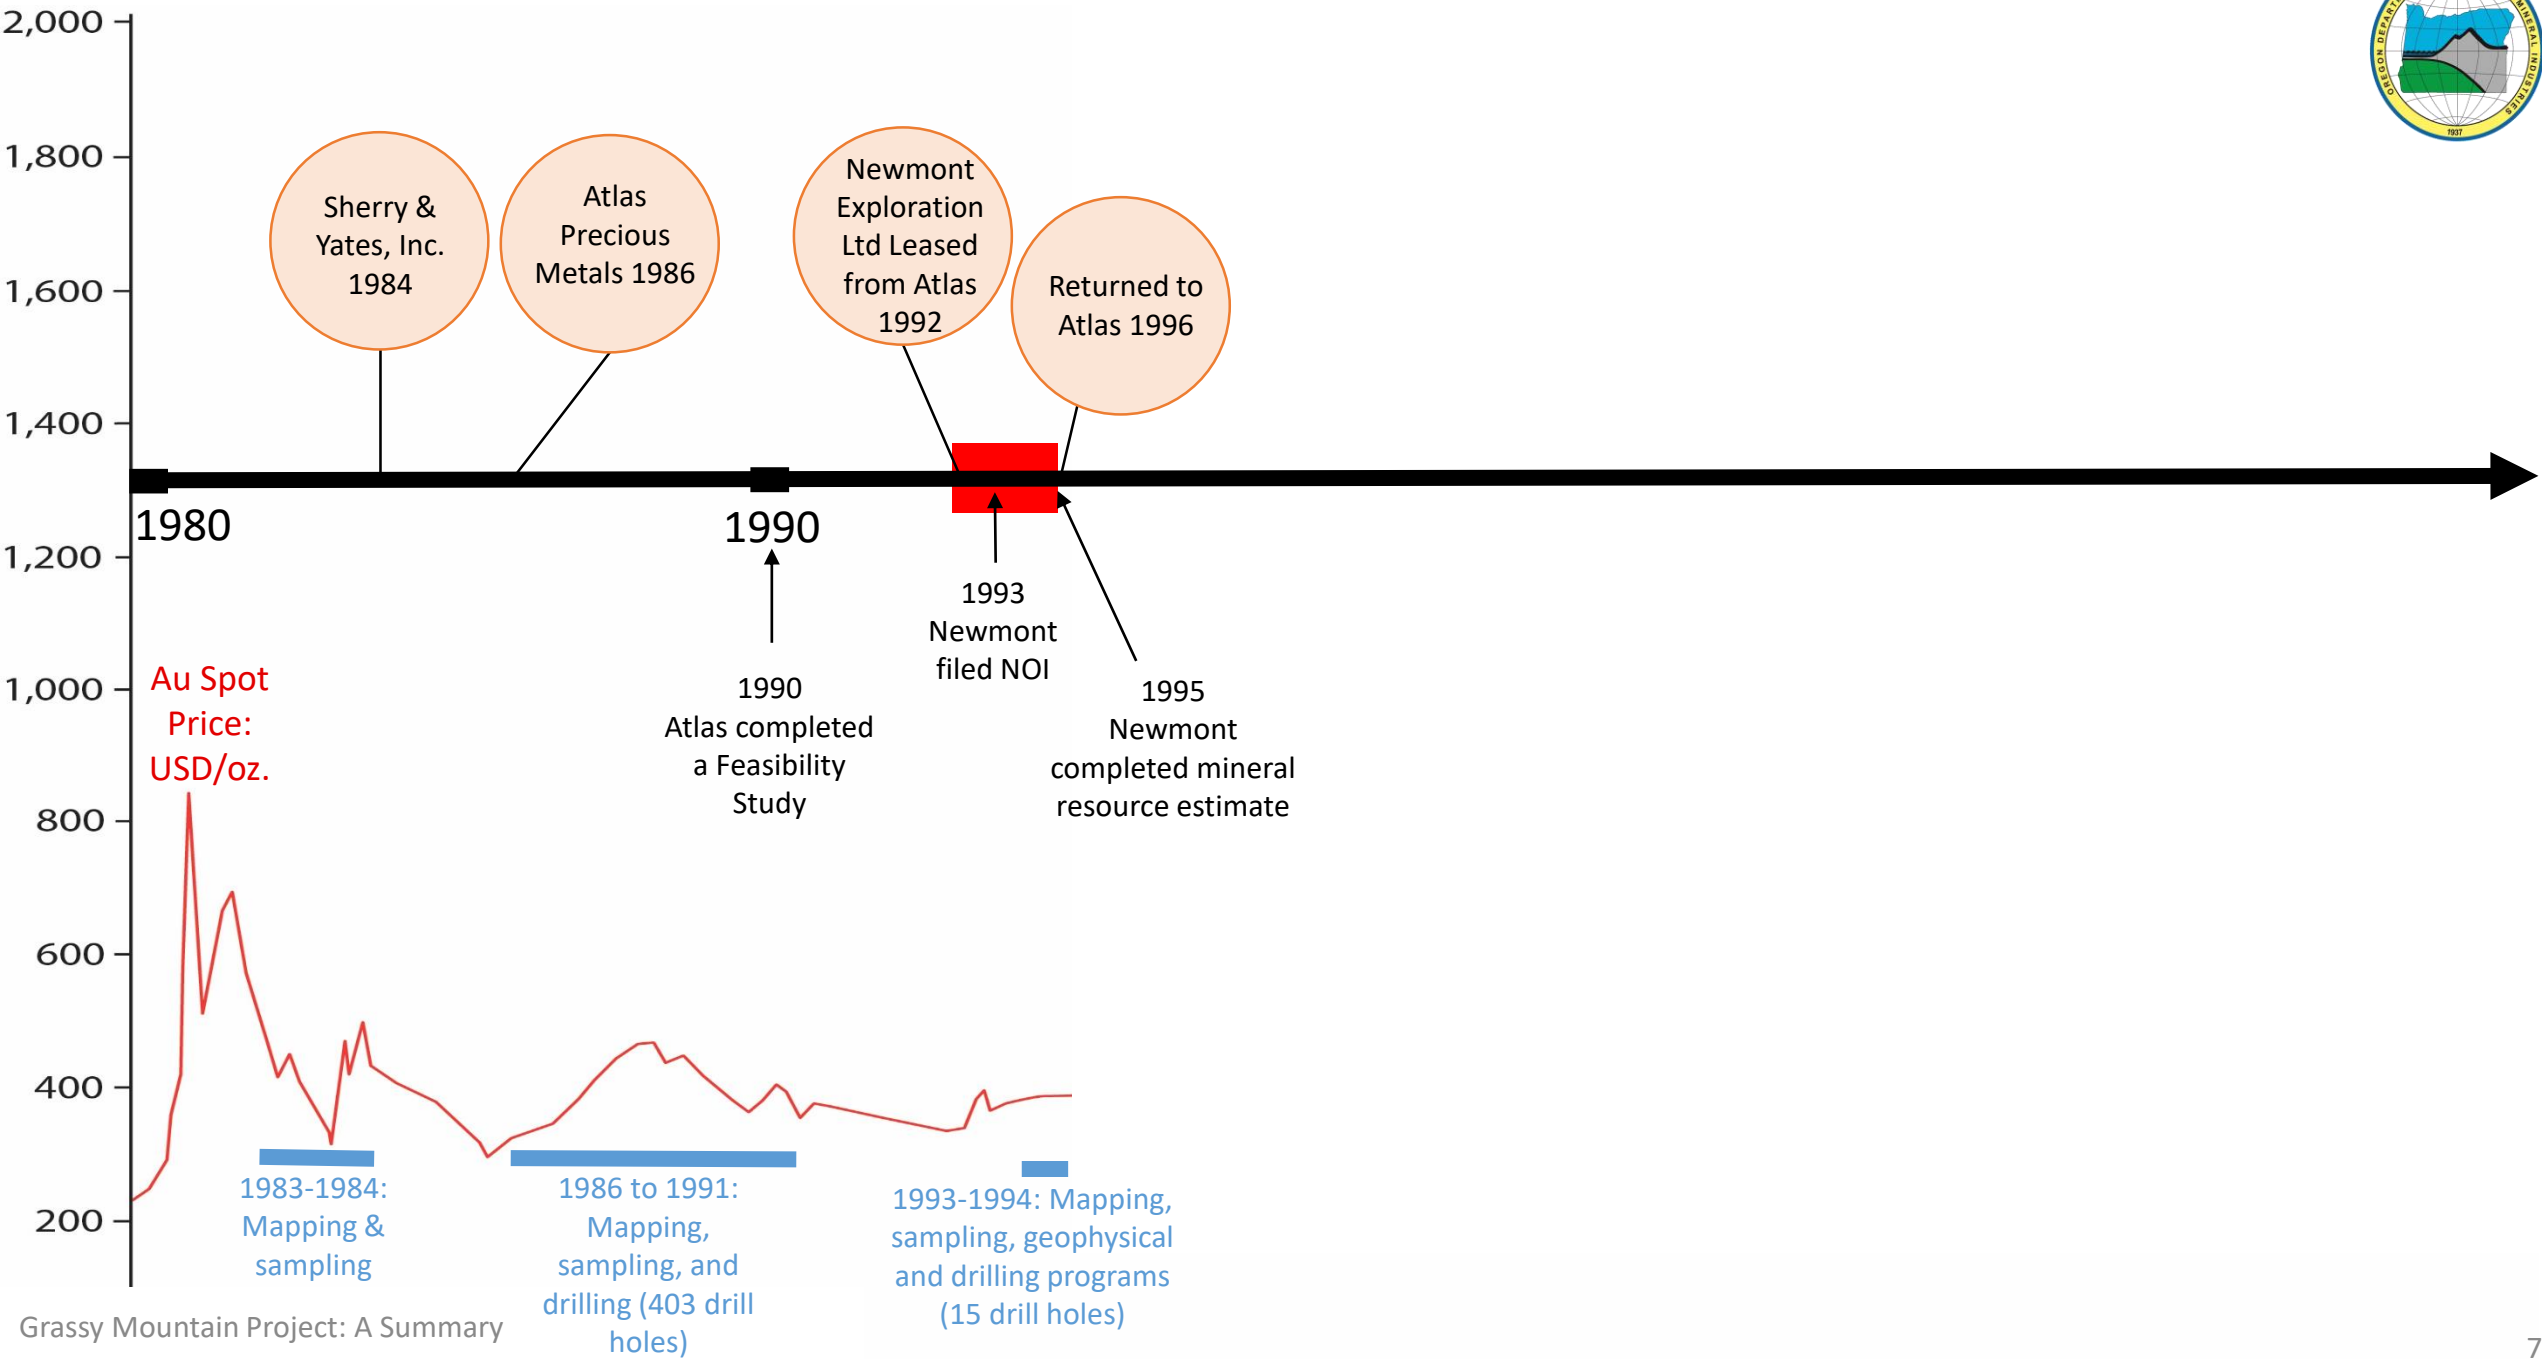 2,000
1,800
1,600
1,400
1,200
1,000
800
600
400
200
Sherry &
Yates, Inc.
1984
Atlas
Precious
Metals 1986
Newmont
Exploration
Ltd Leased
from Atlas
1992
Returned to
Atlas 1996
1980
1990
1990
Atlas completed
a Feasibility
Study
1993
Newmont
filed NOI
1995
Newmont
completed mineral
resource estimate
Au Spot
Price:
USD/oz.
1983-1984:
Mapping &
sampling
1986 to 1991:
Mapping,
sampling, and
drilling (403 drill
holes)
1993-1994: Mapping,
sampling, geophysical
and drilling programs
(15 drill holes)
Grassy Mountain Project: A Summary
7
OREGON
MINERAL INDUSTRIES
1937